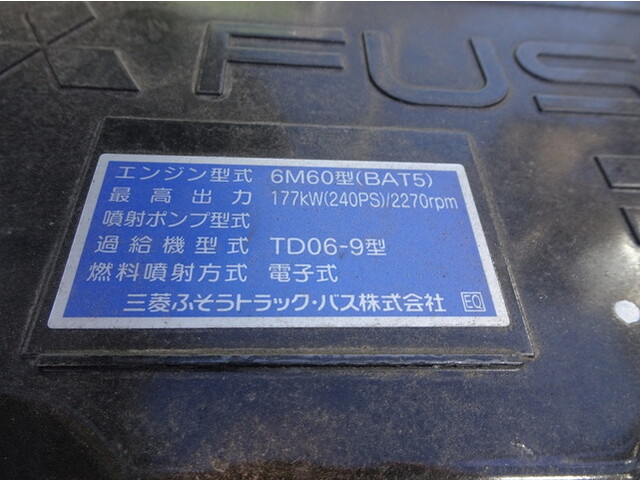 FUS
エンジン型式 6M60型(BAT5)
最高出力 177kW(240PS)/2270rpm
噴射ポンプ型式
過給機型式 TD06-9型
燃料噴射方式 電子式
三菱ふそうトラック・バス株式会社 EQ